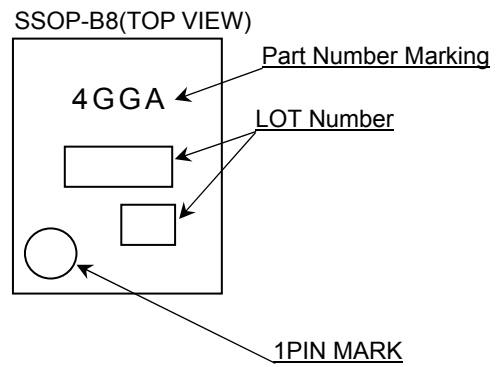 SSOP-B8(TOP VIEW)
Part Number Marking
4GGA
LOT Number
1PIN MARK